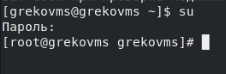 [grekovms@grekovms ~]$ su
Пароль:
[root@grekovms grekovms]#